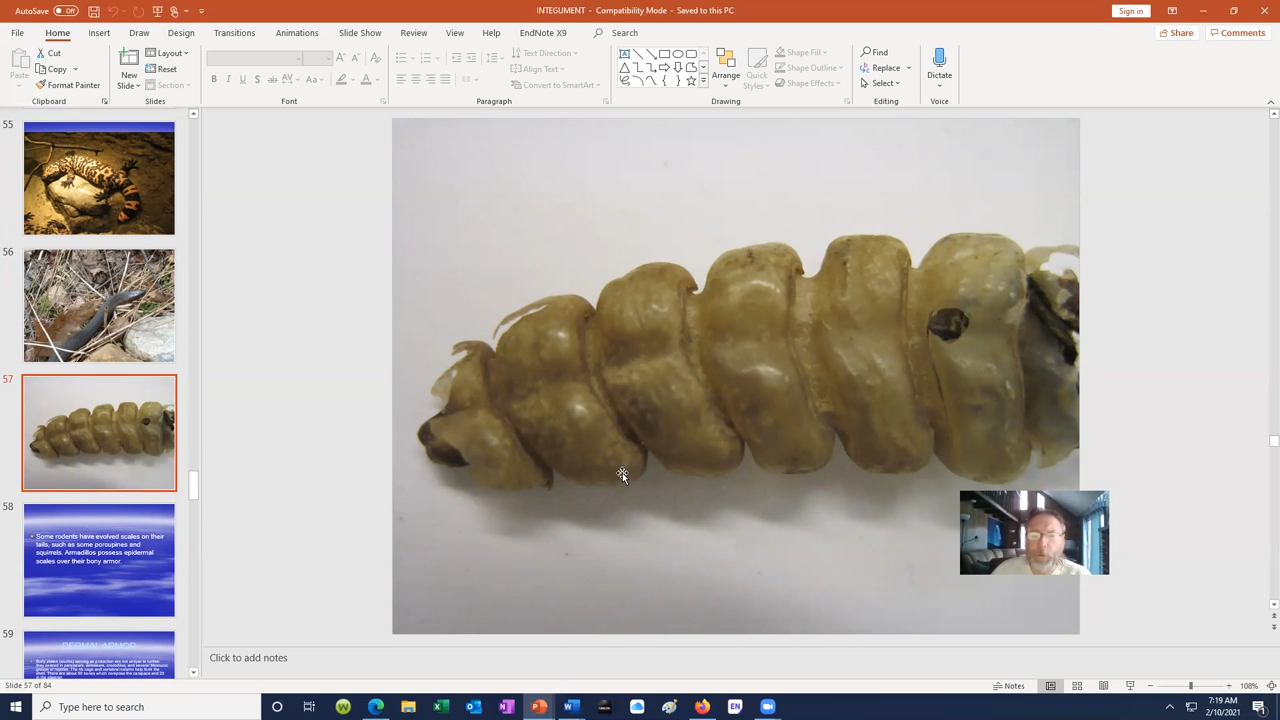 AutoSave Off
INTEGUMENT - Compatibility Mode - Saved to this PC
Sign in
File Home Insert Draw Design Transitions Animations Slide Show Review View Help EndNote X9 Search
Share Comments
Paste
Cut
Copy
Format Painter
Clipboard
New
Slide
Layout
Reset
Section
Slides
B I U S ab AV Aa A A
Font
Text Direction
Align Text
Convert to SmartArt
Paragraph
Arrange
Quick
Styles
Shape Fill
Shape Outline
Shape Effects
Drawing
Find
Replace
Select
Editing
Dictate
Voice
55
56
57
58
Some rodents have evolved scales on their
tails, such as some porcupines and
squirrels. Armadillos possess epidermal
scales over their bony armor.
59
DERMAL ARMOR
Click to add notes
Slide 57 of 84
Notes
108%
Type here to search
EN
7:19 AM
2/10/2021